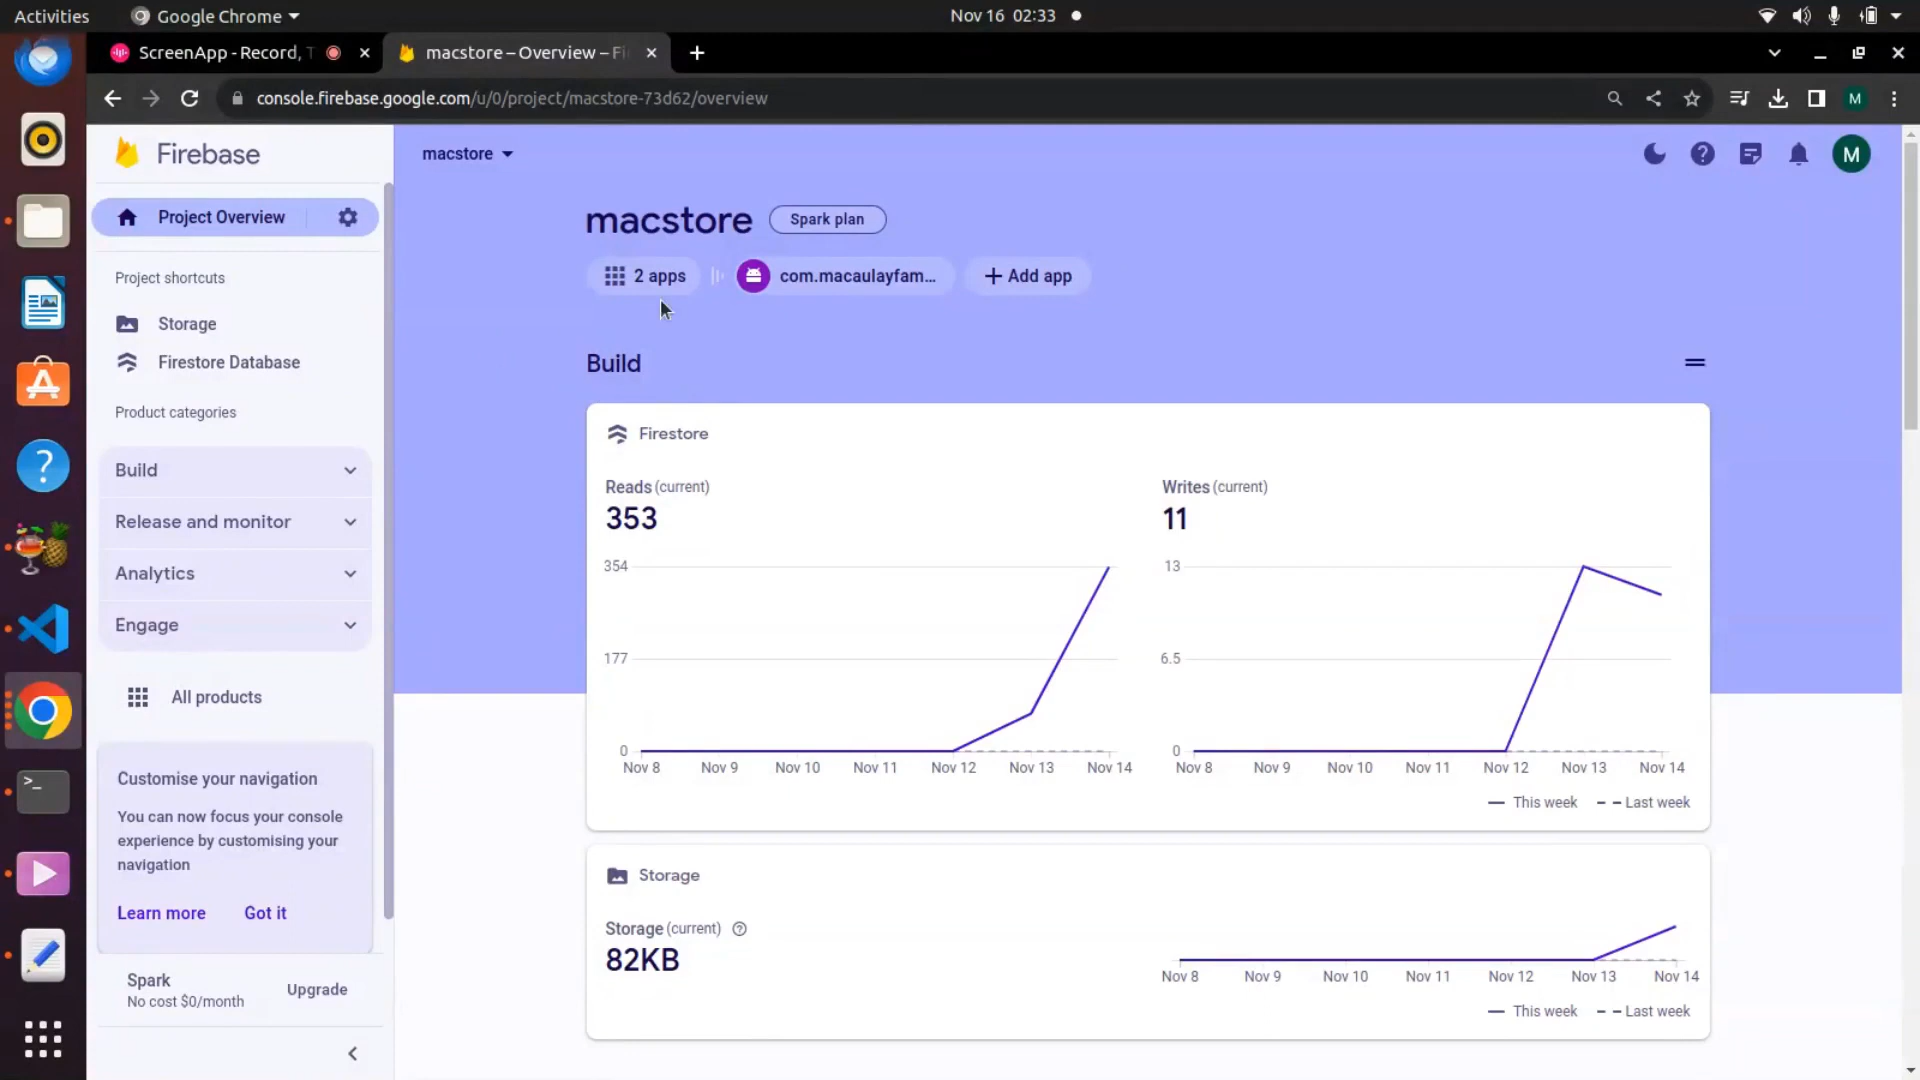 Activities
Google Chrome
Nov 16 02:33
ScreenApp - Record, T
macstore – Overview – Fi
console.firebase.google.com/u/0/project/macstore-73d62/overview
M
Firebase
macstore
M
Project Overview
macstore
Spark plan
Project shortcuts
2 apps
com.macaulayfam...
Add app
Storage
Firestore Database
Build
Product categories
Firestore
Build
Reads (current)
353
Writes (current)
11
Release and monitor
Analytics
Engage
354
177
0
Nov 8 Nov 9 Nov 10 Nov 11 Nov 12 Nov 13 Nov 14
13
6.5
0
Nov 8 Nov 9 Nov 10 Nov 11 Nov 12 Nov 13 Nov 14
This week Last week
All products
Customise your navigation
You can now focus your console
experience by customising your
navigation
Learn more Got it
Storage
Storage (current)
82KB
Nov 8 Nov 9 Nov 10 Nov 11 Nov 12 Nov 13 Nov 14
This week Last week
Spark
No cost $0/month
Upgrade